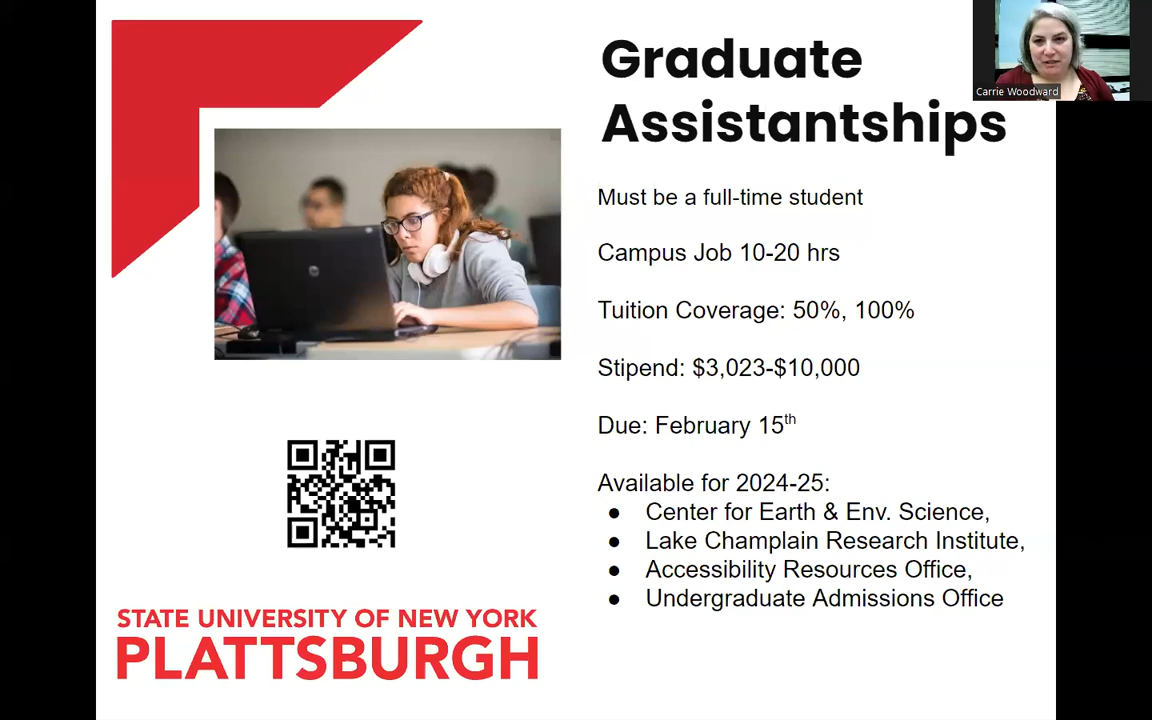 Graduate
Assistantships
Carrie Woodward
Must be a full-time student
Campus Job 10-20 hrs
Tuition Coverage: 50%, 100%
Stipend: $3,023-$10,000
Due: February 15th
Available for 2024-25:
● Center for Earth & Env. Science,
● Lake Champlain Research Institute,
● Accessibility Resources Office,
● Undergraduate Admissions Office
STATE UNIVERSITY OF NEW YORK
PLATTSBURGH